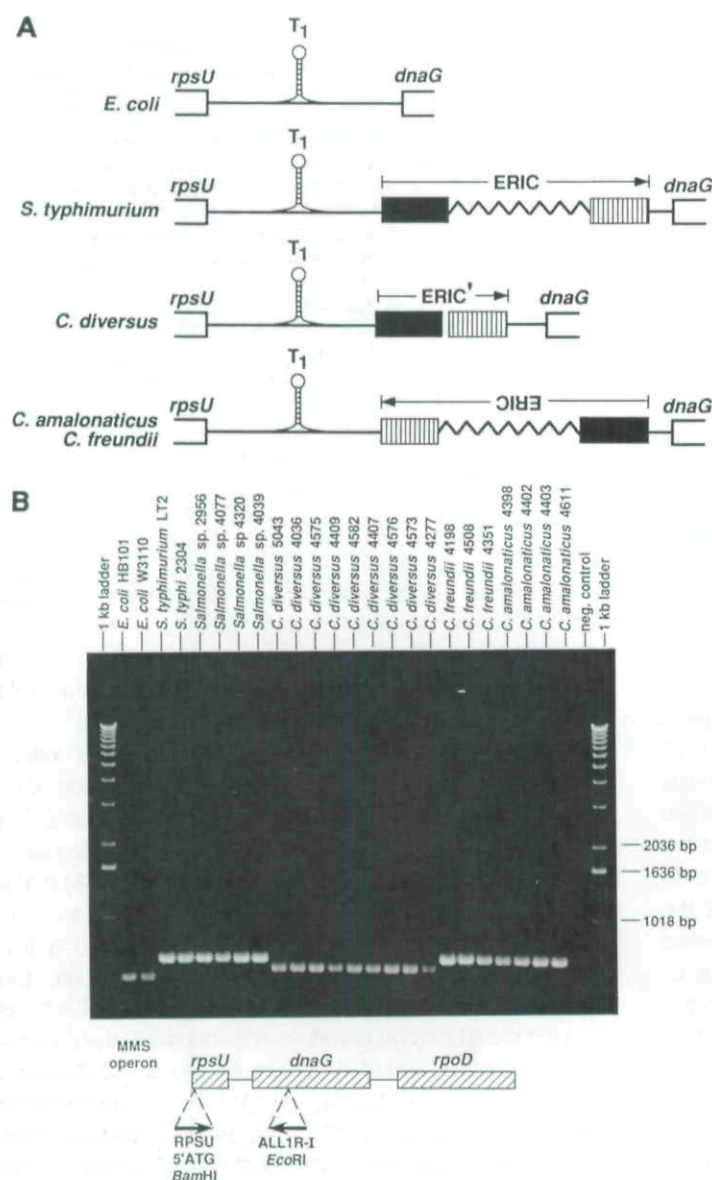 A
T1
rpsU
dnaG
E. coli
T1
ERIC
rpsU
dnaG
S. typhimurium
T1
ERIC'
rpsU
dnaG
C. diversus
T1
ERIC
rpsU
dnaG
C. amalonaticus
C. freundii
B
1 kb ladder
E. coli HB101
E. coli W3110
S. typhimurium LT2
S. typhi 2304
Salmonella sp. 2956
Salmonella sp. 4077
Salmonella sp 4320
Salmonella sp. 4039
C. diversus 5043
C. diversus 4036
C. diversus 4575
C. diversus 4409
C. diversus 4582
C. diversus 4407
C. diversus 4576
C. diversus 4573
C. diversus 4277
C. freundii 4198
C. freundii 4508
C. freundii 4351
C. amalonaticus 4398
C. amalonaticus 4402
C. amalonaticus 4403
C. amalonaticus 4611
neg. control
1 kb ladder
2036 bp
1636 bp
1018 bp
MMS
operon
rpsU
dnaG
rpoD
RPSU
5'ATG
BamHI
ALL1R-I
EcoRI